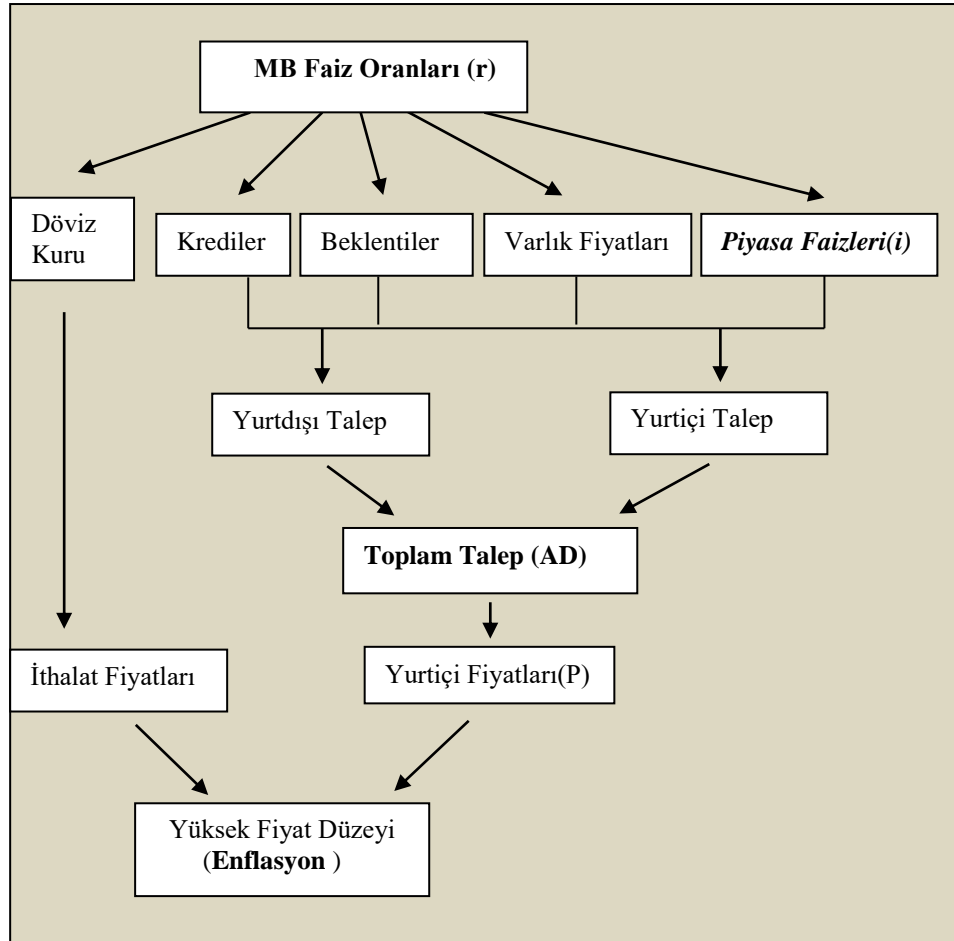 MB Faiz Oranları (r)
Döviz
Kuru
Krediler
Beklentiler
Varlık Fiyatları
Piyasa Faizleri(i)
Yurtdışı Talep
Yurtiçi Talep
Toplam Talep (AD)
İthalat Fiyatları
Yurtiçi Fiyatları(P)
Yüksek Fiyat Düzeyi
(Enflasyon )